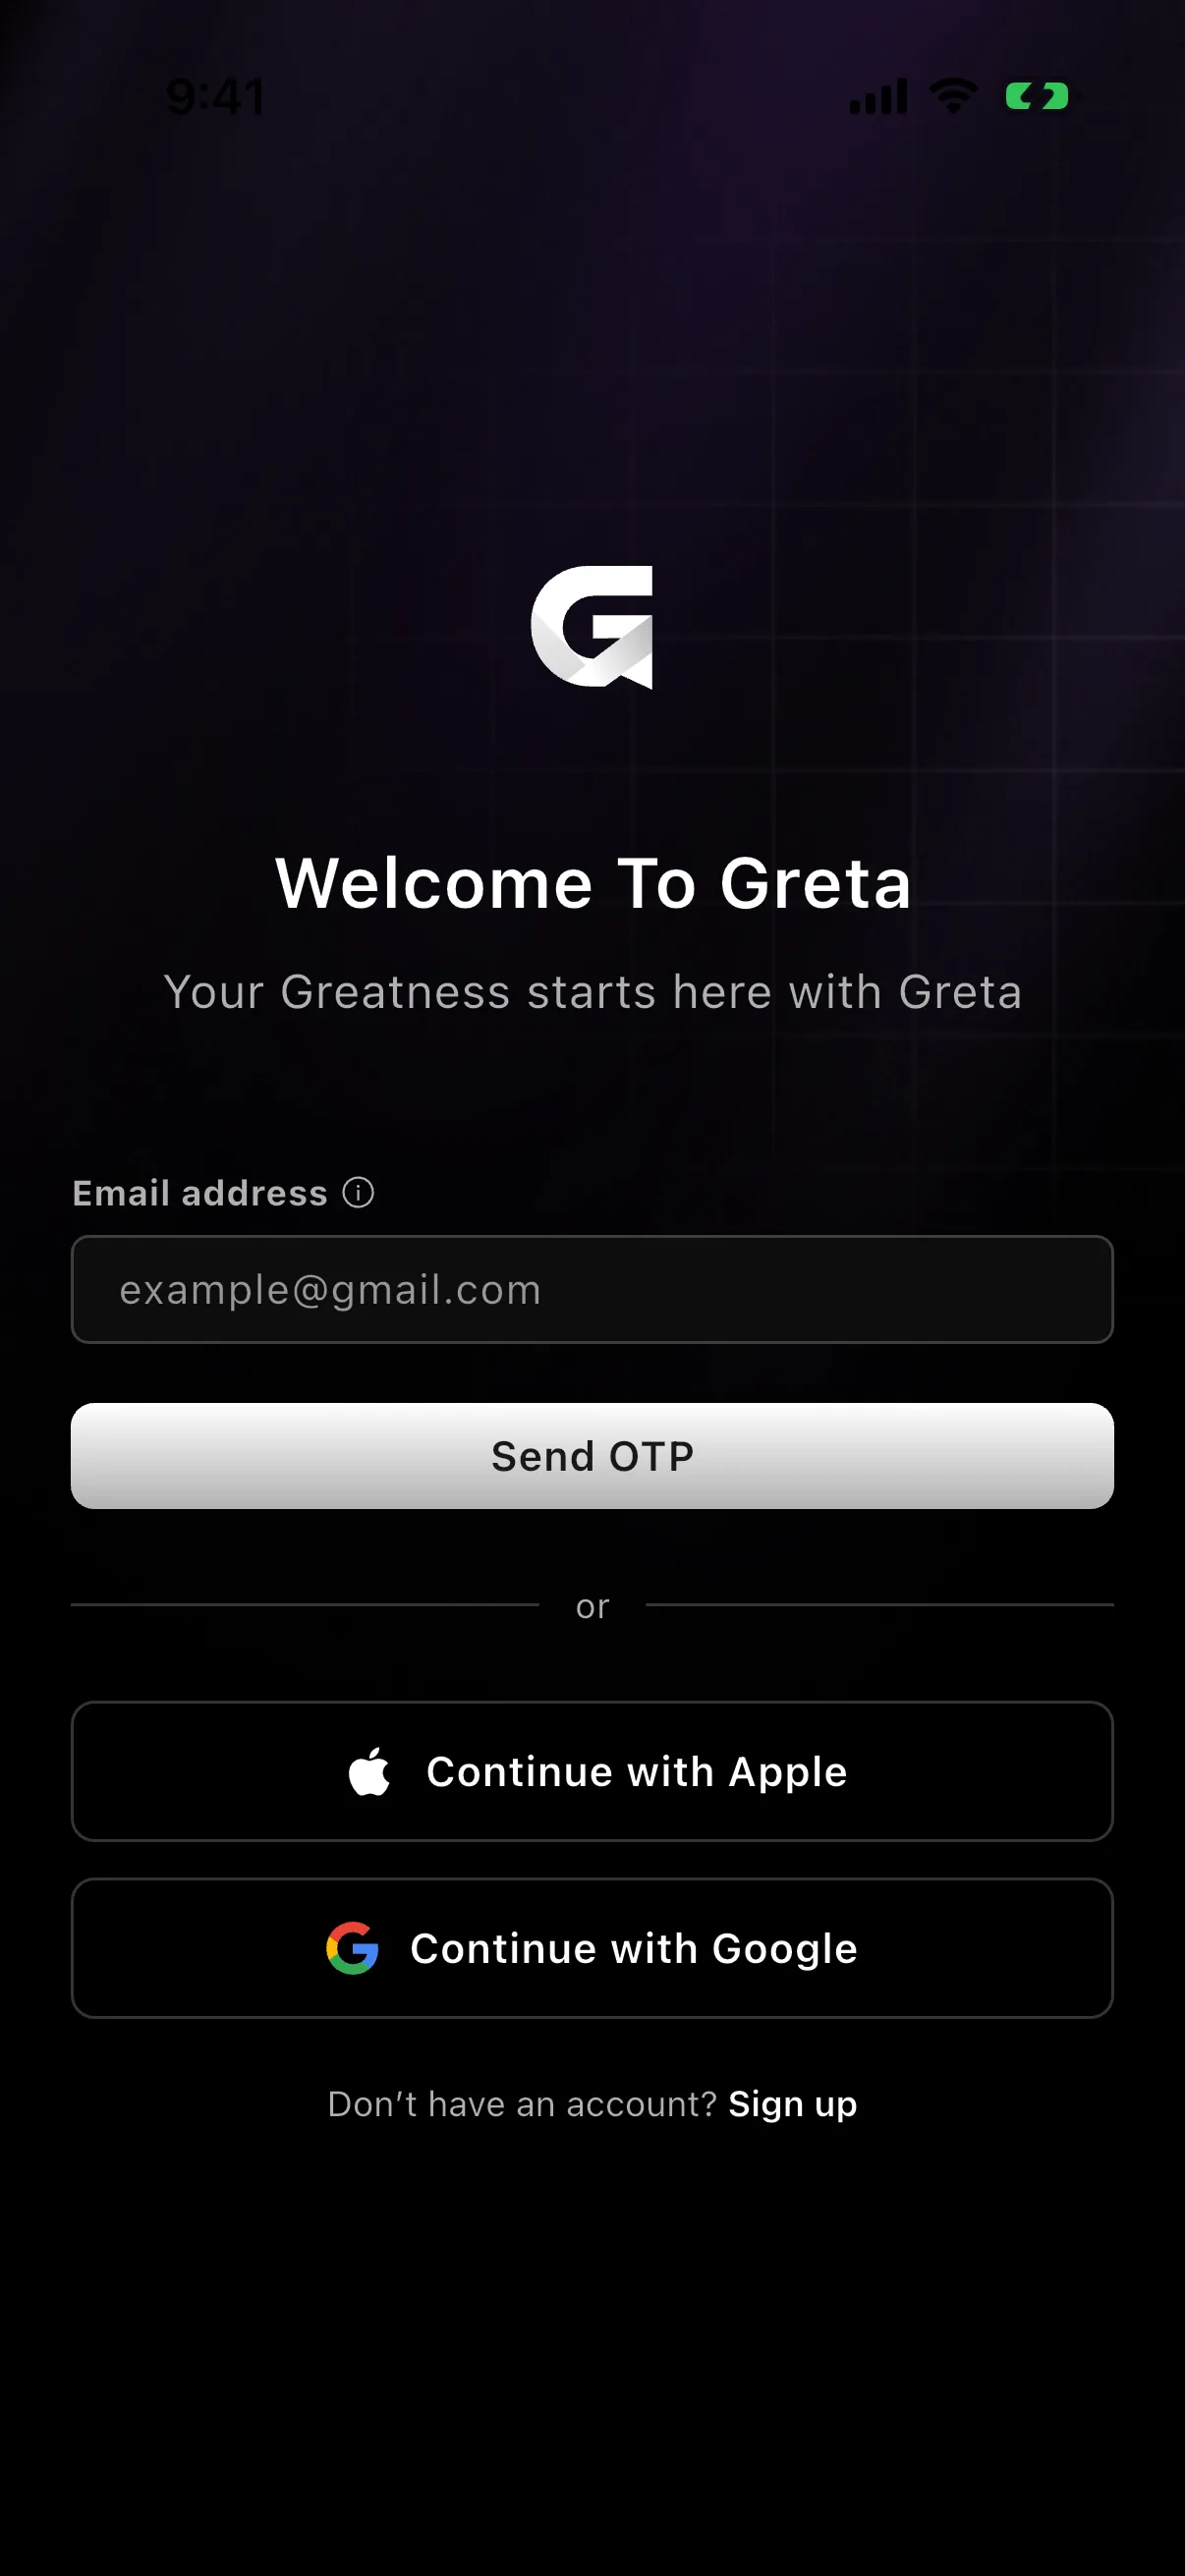 9:41
Welcome To Greta
Your Greatness starts here with Greta
Email address
example@gmail.com
Send OTP
or
Continue with Apple
Continue with Google
Don’t have an account? Sign up